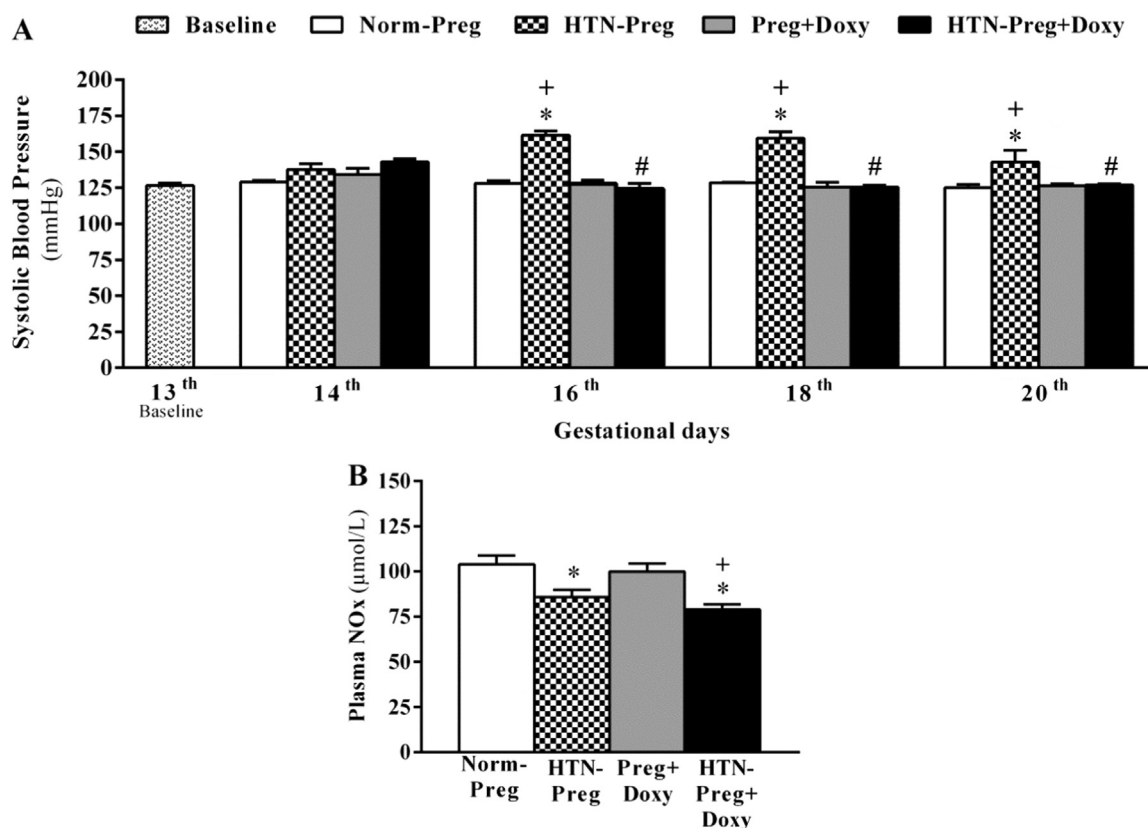 A
Baseline Norm-Preg HTN-Preg Preg+Doxy HTN-Preg+Doxy
Systolic Blood Pressure
(mmHg)
200
175
150
125
100
75
50
25
0
+
*
#
+
*
#
+
*
#
13 th 14 th 16 th 18 th 20 th
Baseline
Gestational days
B
Plasma NOx (µmol/L)
150
125
100
75
50
25
0
*
+
*
Norm-
Preg
HTN-
Preg
Preg+
Doxy
HTN-
Preg+
Doxy